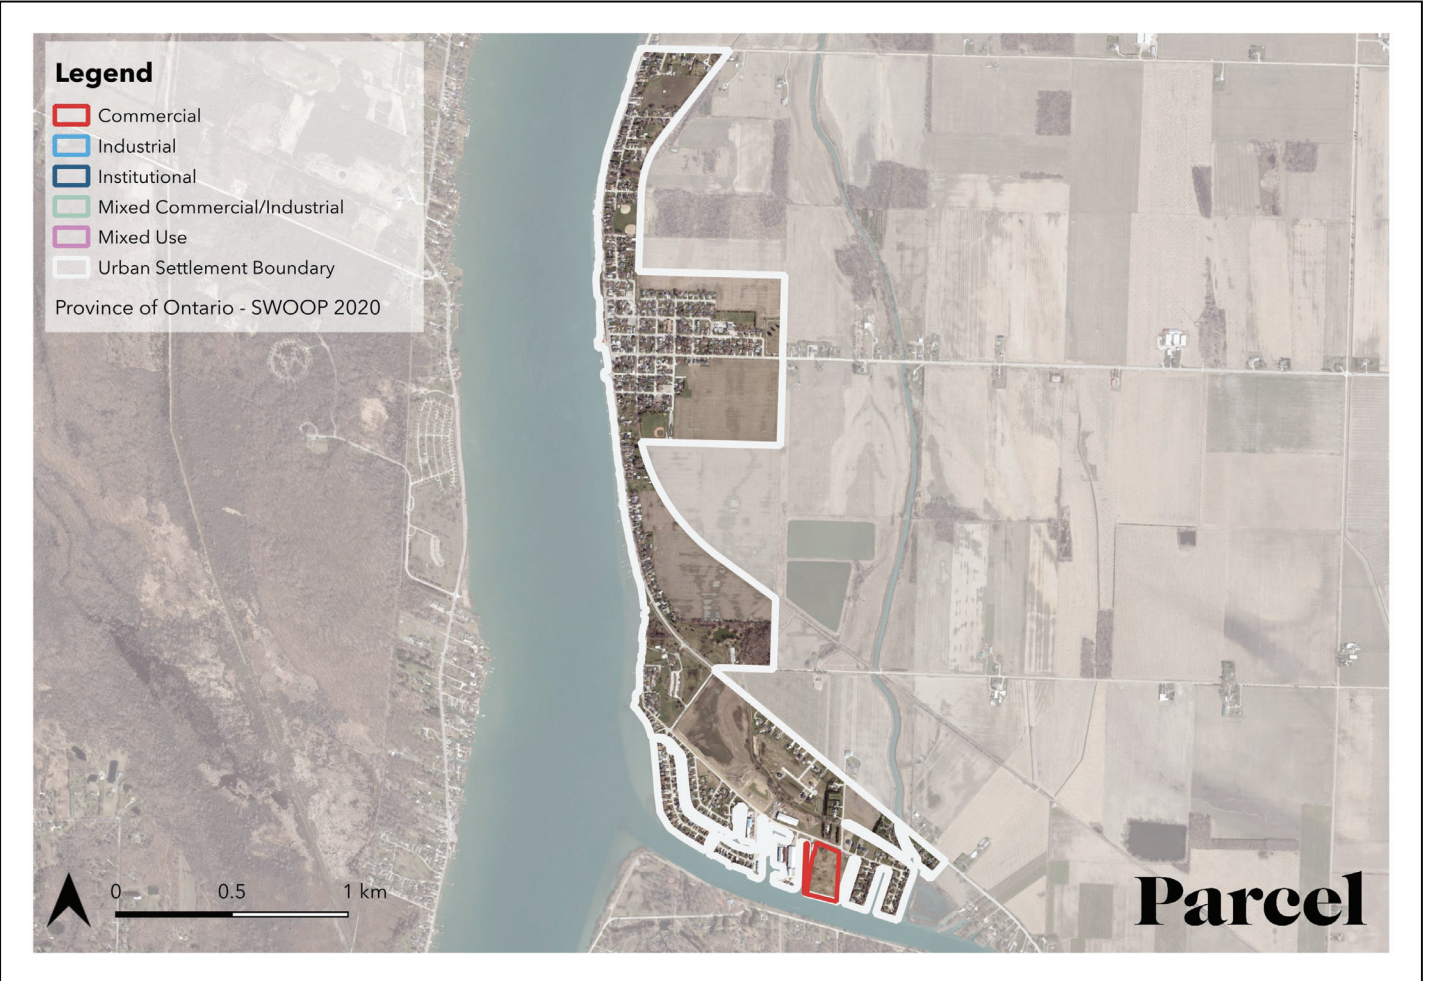 Legend
Commercial
Industrial
Institutional
Mixed Commercial/Industrial
Mixed Use
Urban Settlement Boundary
Province of Ontario - SWOOP 2020
0 0.5 1 km
Parcel